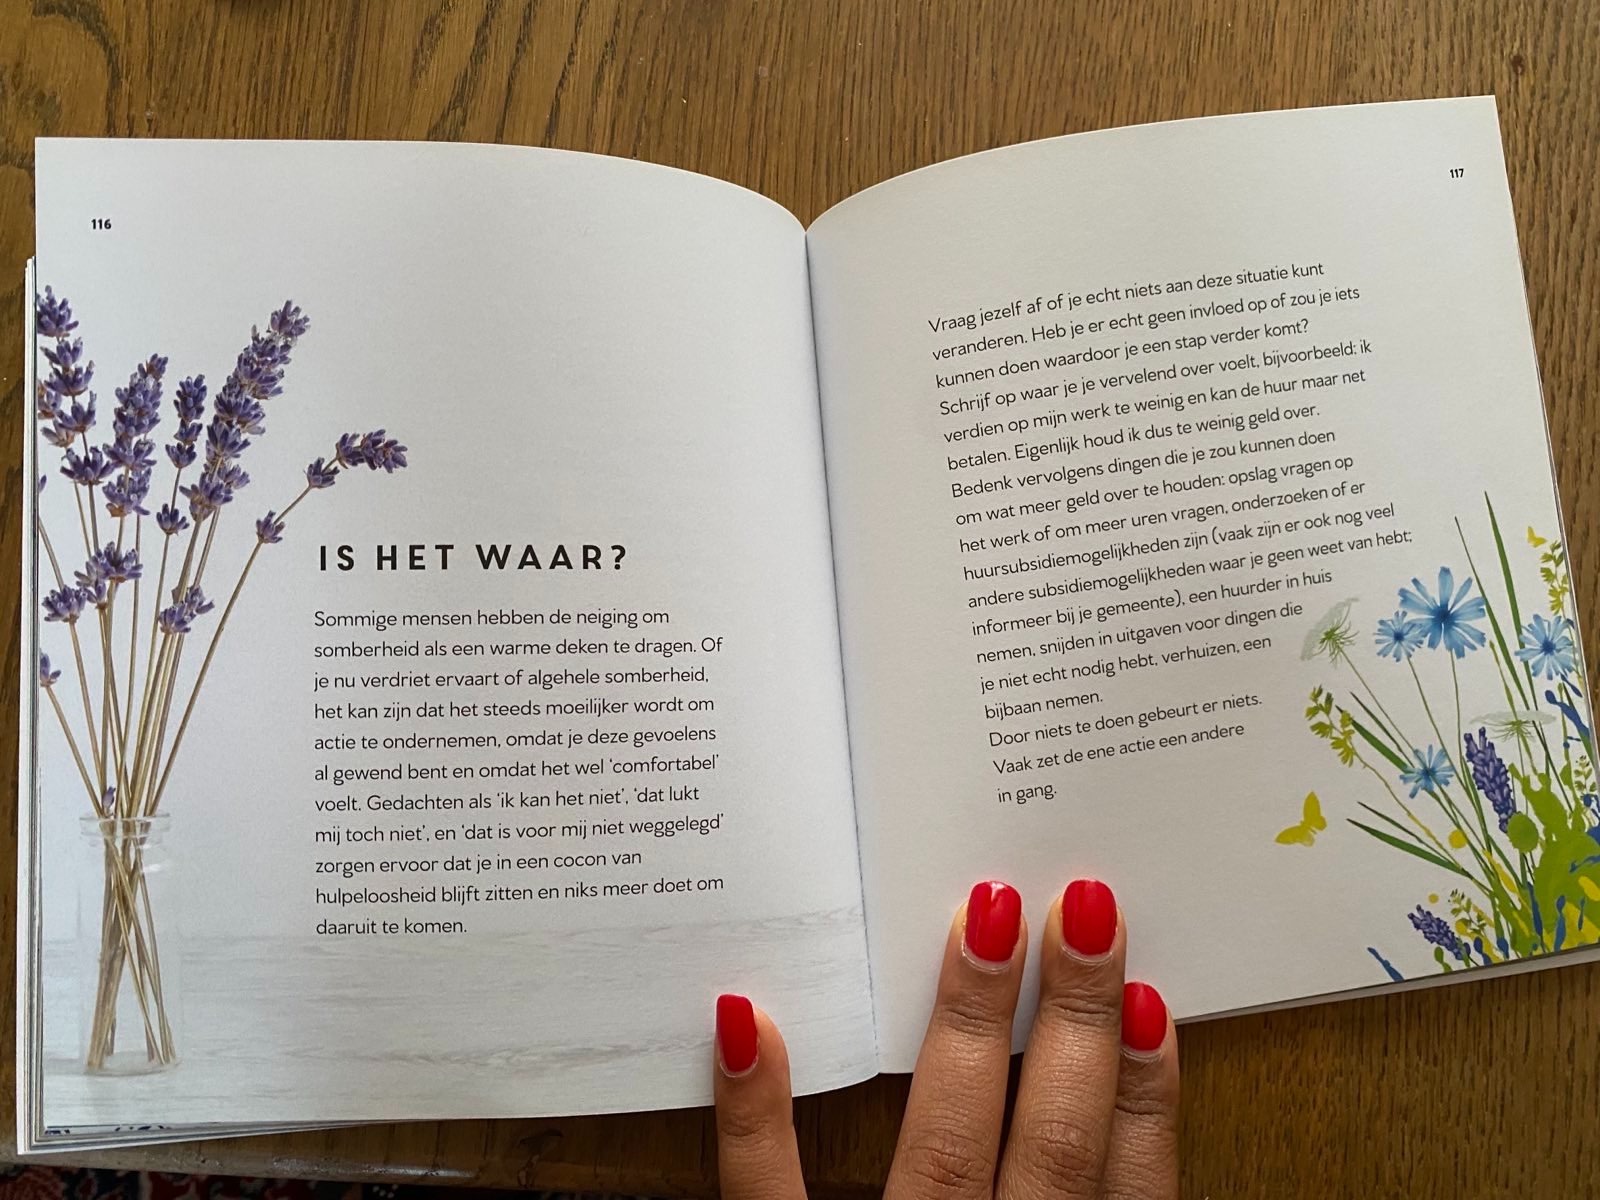 116
IS HET WAAR?
Sommige mensen hebben de neiging om
somberheid als een warme deken te dragen. Of
je nu verdriet ervaart of algehele somberheid,
het kan zijn dat het steeds moeilijker wordt om
actie te ondernemen, omdat je deze gevoelens
al gewend bent en omdat het wel ‘comfortabel’
voelt. Gedachten als ‘ik kan het niet’, ‘dat lukt
mij toch niet’, en ‘dat is voor mij niet weggelegd’
zorgen ervoor dat je in een cocon van
hulpeloosheid blijft zitten en niks meer doet om
daaruit te komen.
117
Vraag jezelf af of je echt niets aan deze situatie kunt
veranderen. Heb je er echt geen invloed op of zou je iets
kunnen doen waardoor je een stap verder komt?
Schrijf op waar je je vervelend over voelt, bijvoorbeeld: ik
verdien op mijn werk te weinig en kan de huur maar net
betalen. Eigenlijk houd ik dus te weinig geld over.
Bedenk vervolgens dingen die je zou kunnen doen
om wat meer geld over te houden: opslag vragen op
het werk of om meer uren vragen, onderzoeken of er
huursubsidiemogelijkheden zijn (vaak zijn er ook nog veel
andere subsidiemogelijkheden waar je geen weet van hebt;
informeer bij je gemeente), een huurder in huis
nemen, snijden in uitgaven voor dingen die
je niet echt nodig hebt, verhuizen, een
bijbaan nemen.
Door niets te doen gebeurt er niets.
Vaak zet de ene actie een andere
in gang.